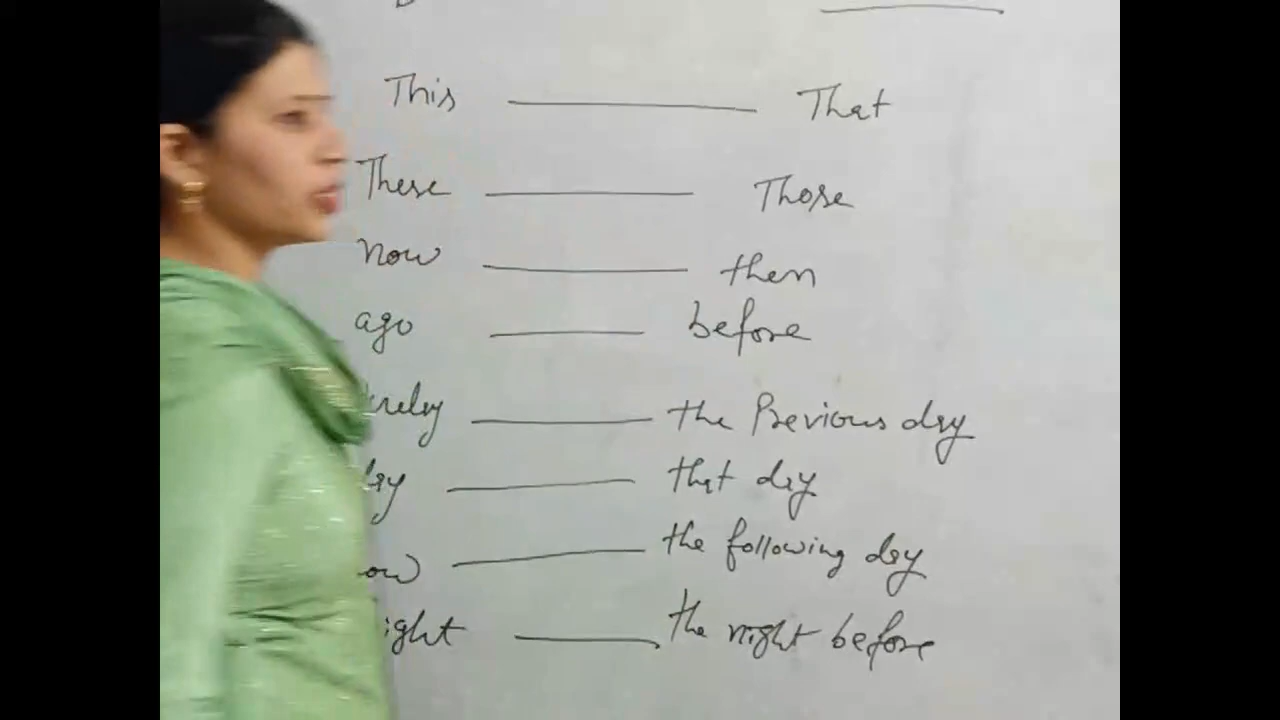 This ———— That
These ———— Those
now ———— then
ago ———— before
———— the Previous day
———— that day
———— the following day
———— the night before